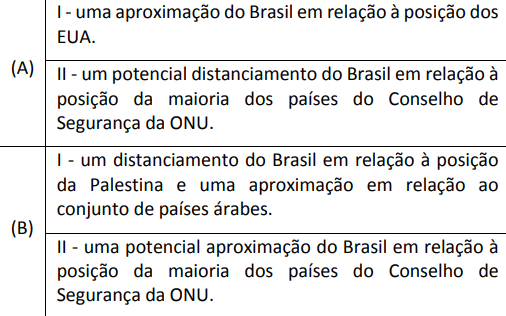 I - uma aproximação do Brasil em relação à posição dos
EUA.
(A)
II - um potencial distanciamento do Brasil em relação à
posição da maioria dos países do Conselho de
Segurança da ONU.
I - um distanciamento do Brasil em relação à posição
da Palestina e uma aproximação em relação ao
conjunto de países árabes.
(B)
II - uma potencial aproximação do Brasil em relação à
posição da maioria dos países do Conselho de
Segurança da ONU.